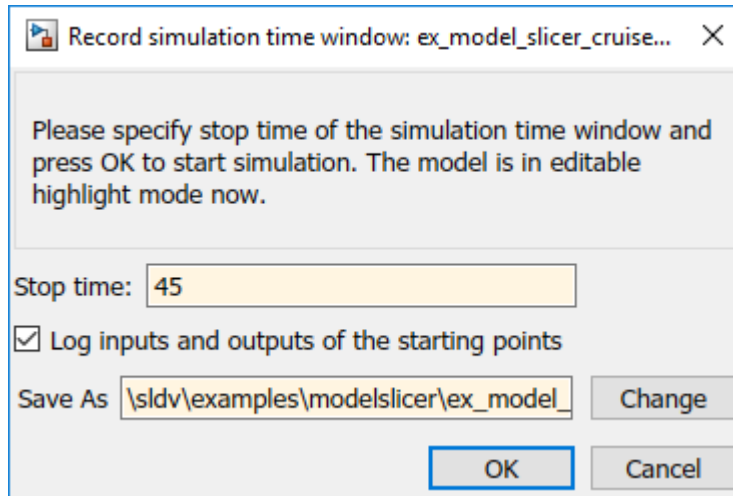 Record simulation time window: ex_model_slicer_cruise...
Please specify stop time of the simulation time window and
press OK to start simulation. The model is in editable
highlight mode now.
Stop time: 45
Log inputs and outputs of the starting points
Save As \sldv\examples\modelslicer\ex_model_ Change
OK Cancel